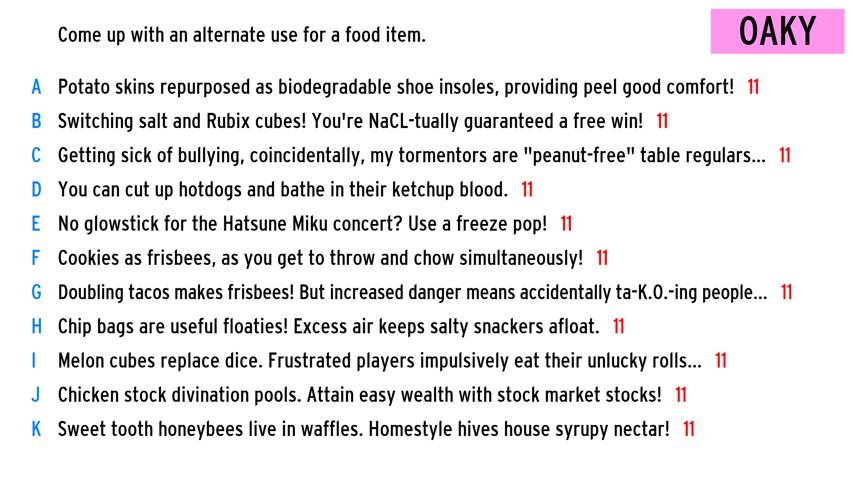 Come up with an alternate use for a food item.
OAKY
A Potato skins repurposed as biodegradable shoe insoles, providing peel good comfort! 11
B Switching salt and Rubix cubes! You're NaCL-tually guaranteed a free win! 11
C Getting sick of bullying, coincidentally, my tormentors are "peanut-free" table regulars... 11
D You can cut up hotdogs and bathe in their ketchup blood. 11
E No glowstick for the Hatsune Miku concert? Use a freeze pop! 11
F Cookies as frisbees, as you get to throw and chow simultaneously! 11
G Doubling tacos makes frisbees! But increased danger means accidentally ta-K.O.-ing people... 11
H Chip bags are useful floaties! Excess air keeps salty snackers afloat. 11
I Melon cubes replace dice. Frustrated players impulsively eat their unlucky rolls... 11
J Chicken stock divination pools. Attain easy wealth with stock market stocks! 11
K Sweet tooth honeybees live in waffles. Homestyle hives house syrupy nectar! 11